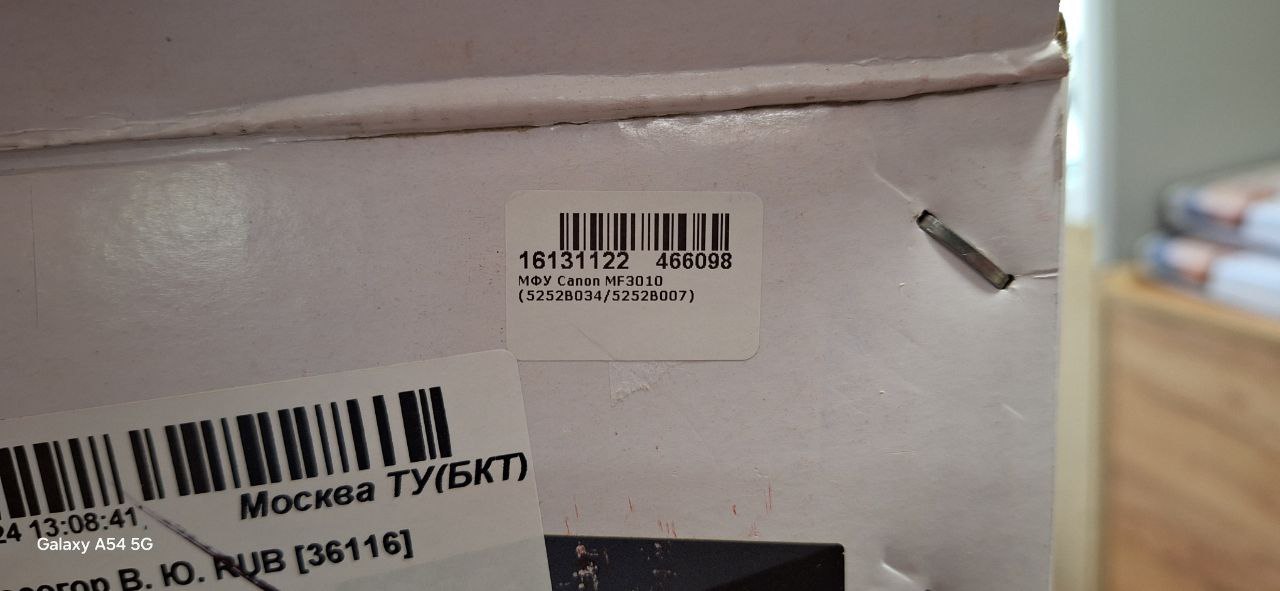 16131122 466098
МФУ Canon MF3010
(5252B034/5252B007)
Москва ТУ(БКТ)
24 13:08:41
В. Ю. RUB [36116]
Galaxy A54 5G